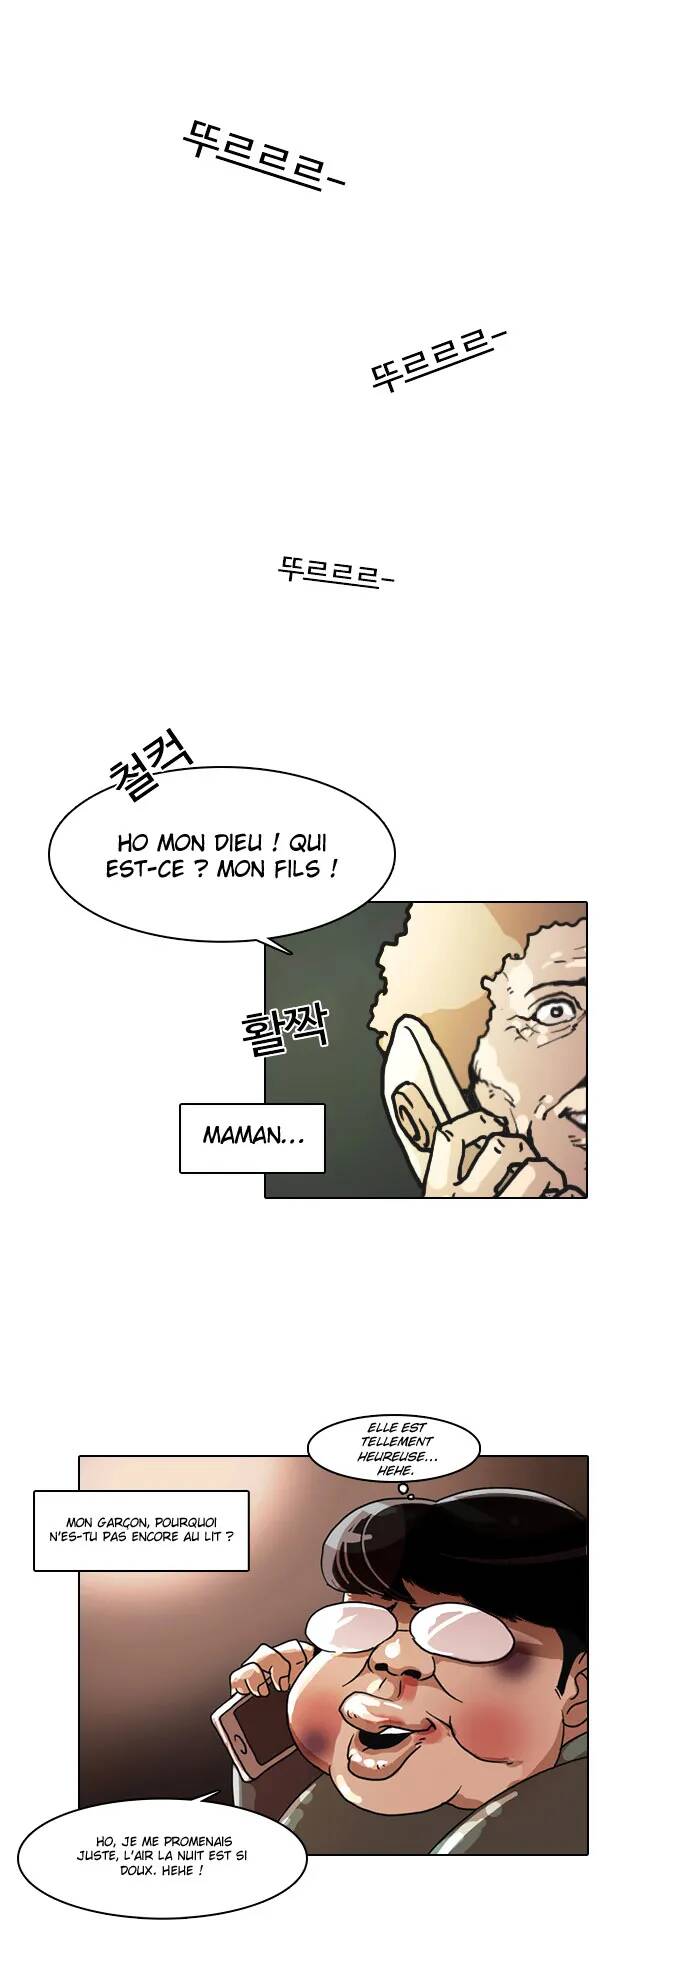 뚜르르르-
뚜르르르-
뚜르르르-
철컥
HO MON DIEU ! QUI
EST-CE ? MON FILS !
활짝
MAMAN...
ELLE EST
TELLEMENT
HEUREUSE...
HEHE.
MON GARÇON, POURQUOI
N'ES-TU PAS ENCORE AU LIT ?
HO, JE ME PROMENAIS
JUSTE, L'AIR LA NUIT EST SI
DOUX. HEHE !